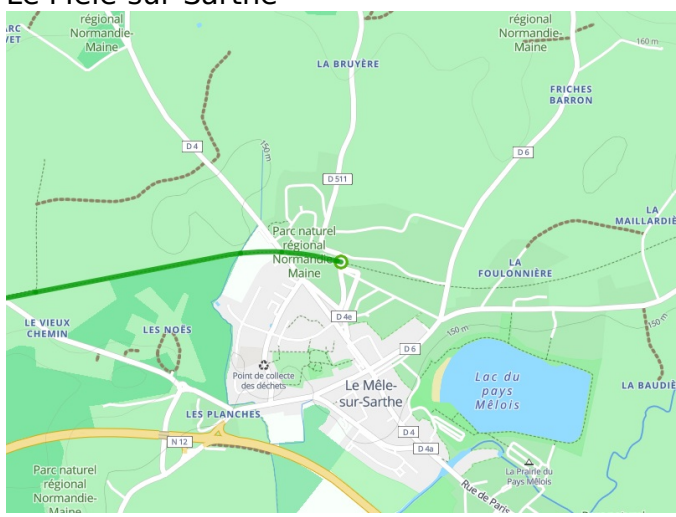 Le Mêle-sur-Sarthe
régional
Normandie-
Maine
régional
Normandie-
Maine
160 m
LA BRUYÈRE
FRICHES
BARRON
D 4
150 m
D 6
D 511
LA
MAILLARDIÈ
Parc naturel
régional
Normandie-
Maine
LA
FOULONNIÈRE
LE VIEUX
CHEMIN
LES NOËS
D 4e
150 m
150 m
D 6
Point de collecte
des déchets
Le Mêle-
sur-Sarthe
Lac du
pays
Mêlois
LA BAUDIÈ
LES PLANCHES
N 12
D 4
D 4a
La Prairie du
Pays Mêlois
Parc naturel
régional
Normandie-
Maine
Rue de Paris